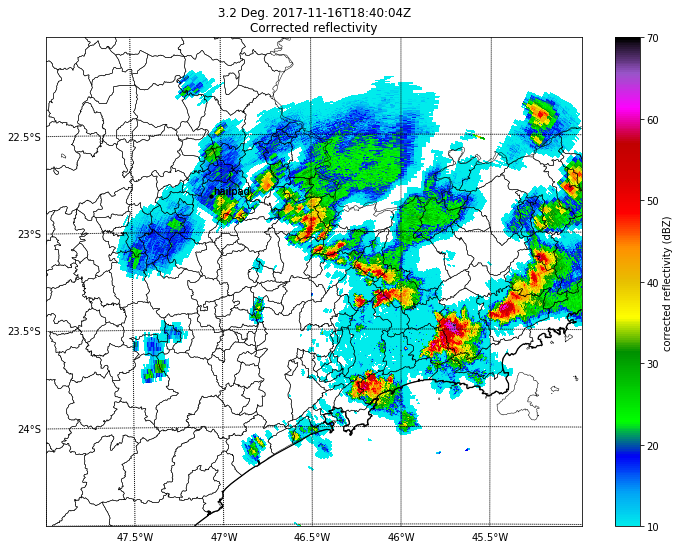 3.2 Deg. 2017-11-16T18:40:04Z
Corrected reflectivity
22.5°S
23°S
23.5°S
24°S
47.5°W
47°W
46.5°W
46°W
45.5°W
70
60
50
40
30
20
10
corrected reflectivity (dBZ)